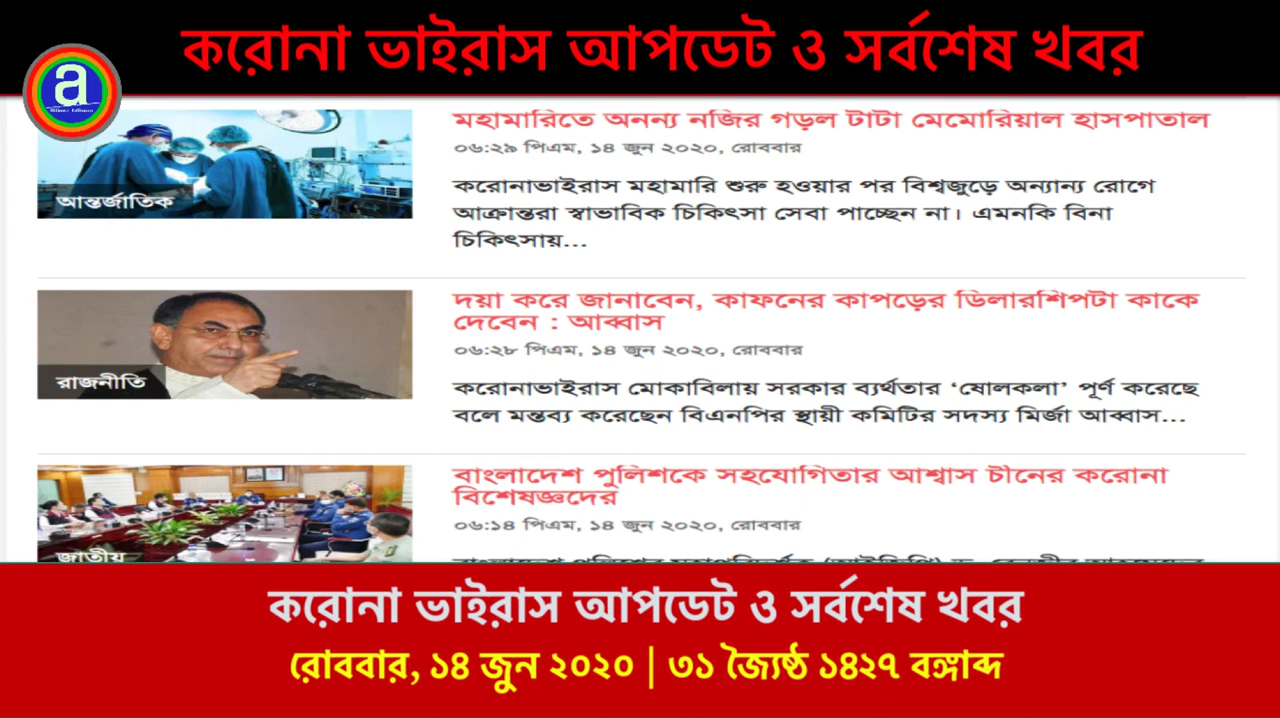 করোনা ভাইরাস আপডেট ও সর্বশেষ খবর
a
আন্তর্জাতিক
মহামারিতে অনন্য নজির গড়ল টাটা মেমোরিয়াল হাসপাতাল
০৬:২৯ পিএম, ১৪ জুন ২০২০, রোববার
করোনাভাইরাস মহামারি শুরু হওয়ার পর বিশ্বজুড়ে অন্যান্য রোগে
আক্রান্তরা স্বাভাবিক চিকিৎসা সেবা পাচ্ছেন না। এমনকি বিনা
চিকিৎসায়...
রাজনীতি
দয়া করে জানাবেন, কাফনের কাপড়ের ডিলারশিপটা কাকে
দেবেন : আব্বাস
০৬:২৮ পিএম, ১৪ জুন ২০২০, রোববার
করোনাভাইরাস মোকাবিলায় সরকার ব্যর্থতার ‘ষোলকলা’ পূর্ণ করেছে
বলে মন্তব্য করেছেন বিএনপির স্থায়ী কমিটির সদস্য মির্জা আব্বাস...
জাতীয়
বাংলাদেশ পুলিশকে সহযোগিতার আশ্বাস চীনের করোনা
বিশেষজ্ঞদের
০৬:১৪ পিএম, ১৪ জুন ২০২০, রোববার
করোনা ভাইরাস আপডেট ও সর্বশেষ খবর
রোববার, ১৪ জুন ২০২০ | ৩১ জ্যৈষ্ঠ ১৪২৭ বঙ্গাব্দ